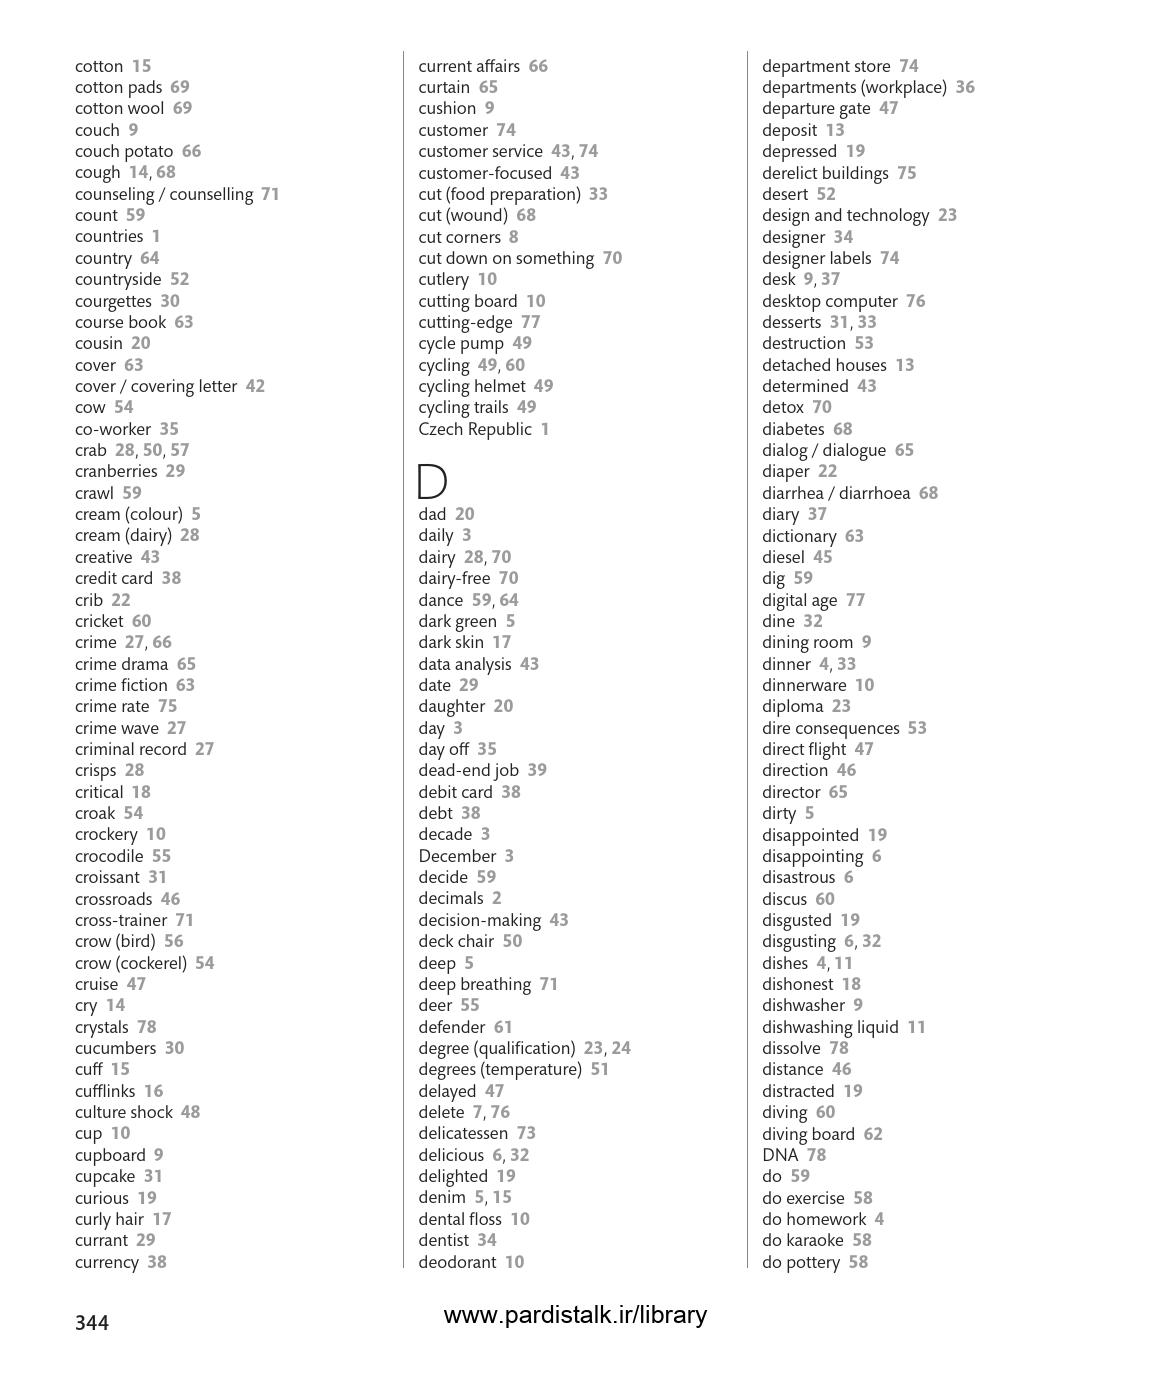 cotton 15
cotton pads 69
cotton wool 69
couch 9
couch potato 66
cough 14, 68
counseling / counselling 71
count 59
countries 1
country 64
countryside 52
courgettes 30
course book 63
cousin 20
cover 63
cover / covering letter 42
cow 54
co-worker 35
crab 28, 50, 57
cranberries 29
crawl 59
cream (colour) 5
cream (dairy) 28
creative 43
credit card 38
crib 22
cricket 60
crime 27, 66
crime drama 65
crime fiction 63
crime rate 75
crime wave 27
criminal record 27
crisps 28
critical 18
croak 54
crockery 10
crocodile 55
croissant 31
crossroads 46
cross-trainer 71
crow (bird) 56
crow (cockerel) 54
cruise 47
cry 14
crystals 78
cucumbers 30
cuff 15
cufflinks 16
culture shock 48
cup 10
cupboard 9
cupcake 31
curious 19
curly hair 17
currant 29
currency 38
current affairs 66
curtain 65
cushion 9
customer 74
customer service 43, 74
customer-focused 43
cut (food preparation) 33
cut (wound) 68
cut corners 8
cut down on something 70
cutlery 10
cutting board 10
cutting-edge 77
cycle pump 49
cycling 49, 60
cycling helmet 49
cycling trails 49
Czech Republic 1
D
dad 20
daily 3
dairy 28, 70
dairy-free 70
dance 59, 64
dark green 5
dark skin 17
data analysis 43
date 29
daughter 20
day 3
day off 35
dead-end job 39
debit card 38
debt 38
decade 3
December 3
decide 59
decimals 2
decision-making 43
deck chair 50
deep 5
deep breathing 71
deer 55
defender 61
degree (qualification) 23, 24
degrees (temperature) 51
delayed 47
delete 7, 76
delicatessen 73
delicious 6, 32
delighted 19
denim 5, 15
dental floss 10
dentist 34
deodorant 10
department store 74
departments (workplace) 36
departure gate 47
deposit 13
depressed 19
derelict buildings 75
desert 52
design and technology 23
designer 34
designer labels 74
desk 9, 37
desktop computer 76
desserts 31, 33
destruction 53
detached houses 13
determined 43
detox 70
diabetes 68
dialog / dialogue 65
diaper 22
diarrhea / diarrhoea 68
diary 37
dictionary 63
diesel 45
dig 59
digital age 77
dine 32
dining room 9
dinner 4, 33
dinnerware 10
diploma 23
dire consequences 53
direct flight 47
direction 46
director 65
dirty 5
disappointed 19
disappointing 6
disastrous 6
discus 60
disgusted 19
disgusting 6, 32
dishes 4, 11
dishonest 18
dishwasher 9
dishwashing liquid 11
dissolve 78
distance 46
distracted 19
diving 60
diving board 62
DNA 78
do 59
do exercise 58
do homework 4
do karaoke 58
do pottery 58
344
www.pardistalk.ir/library